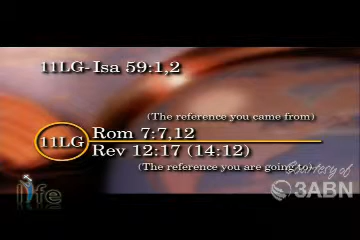 11LG-Isa 59:1,2
(The reference you came from)
11LG
Rom 7:7,12
Rev 12:17 (14:12)
(The reference you are going to)
Courtesy of
3ABN
life